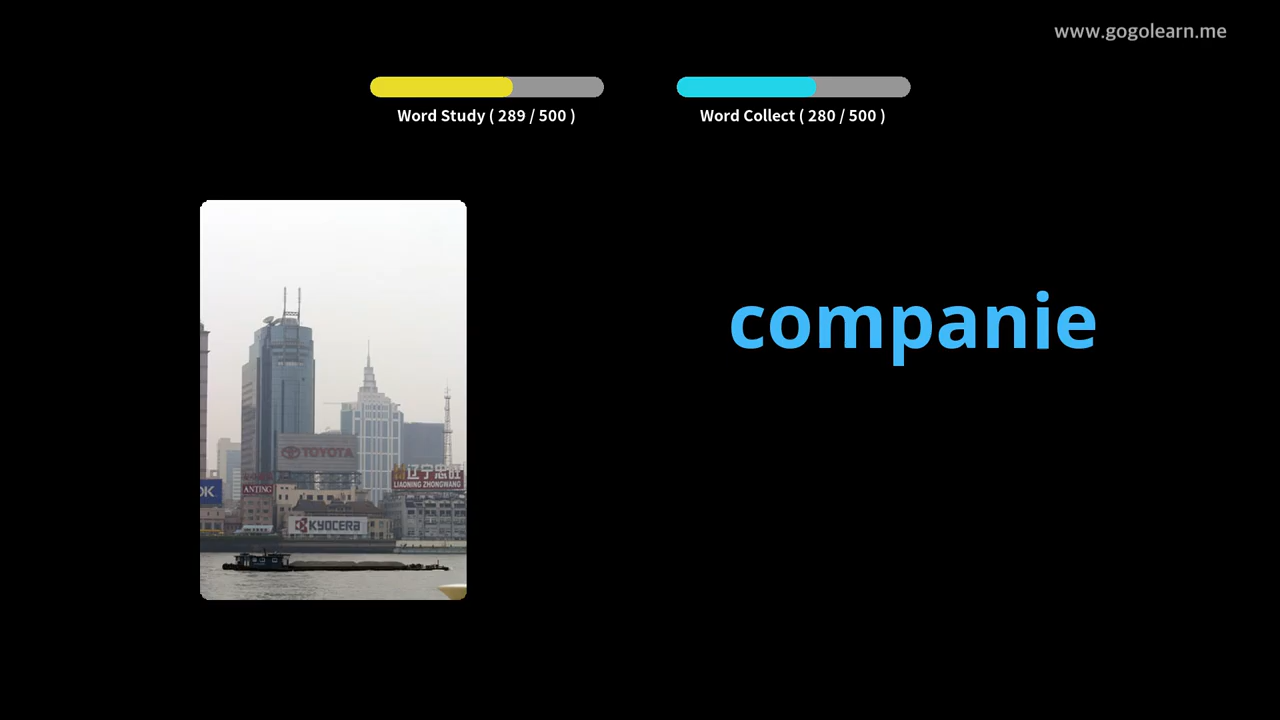 www.gogolearn.me
Word Study ( 289 / 500 )
Word Collect ( 280 / 500 )
companie
TOYOTA
辽宁忠旺
LIAONING ZHONGWANG
OK
ANTING
KYOCERA